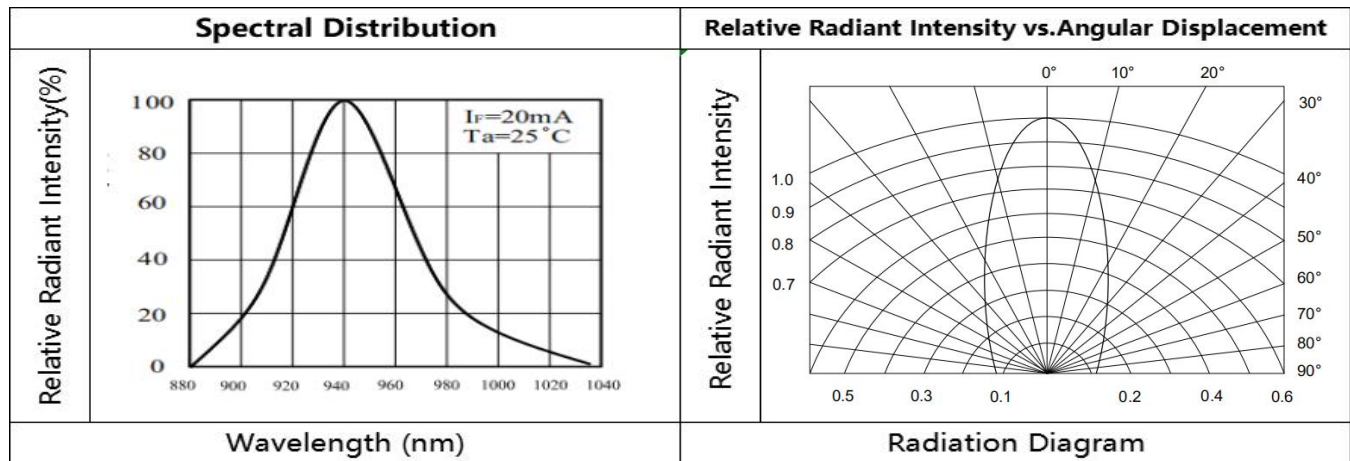 Spectral Distribution
Relative Radiant Intensity(%)
100
80
60
40
20
0
IF=20mA
Ta=25°C
880 900 920 940 960 980 1000 1020 1040
Wavelength (nm)
Relative Radiant Intensity vs.Angular Displacement
Relative Radiant Intensity
0° 10° 20°
30°
40°
50°
60°
70°
80°
90°
1.0
0.9
0.8
0.7
0.5 0.3 0.1 0.2 0.4 0.6
Radiation Diagram